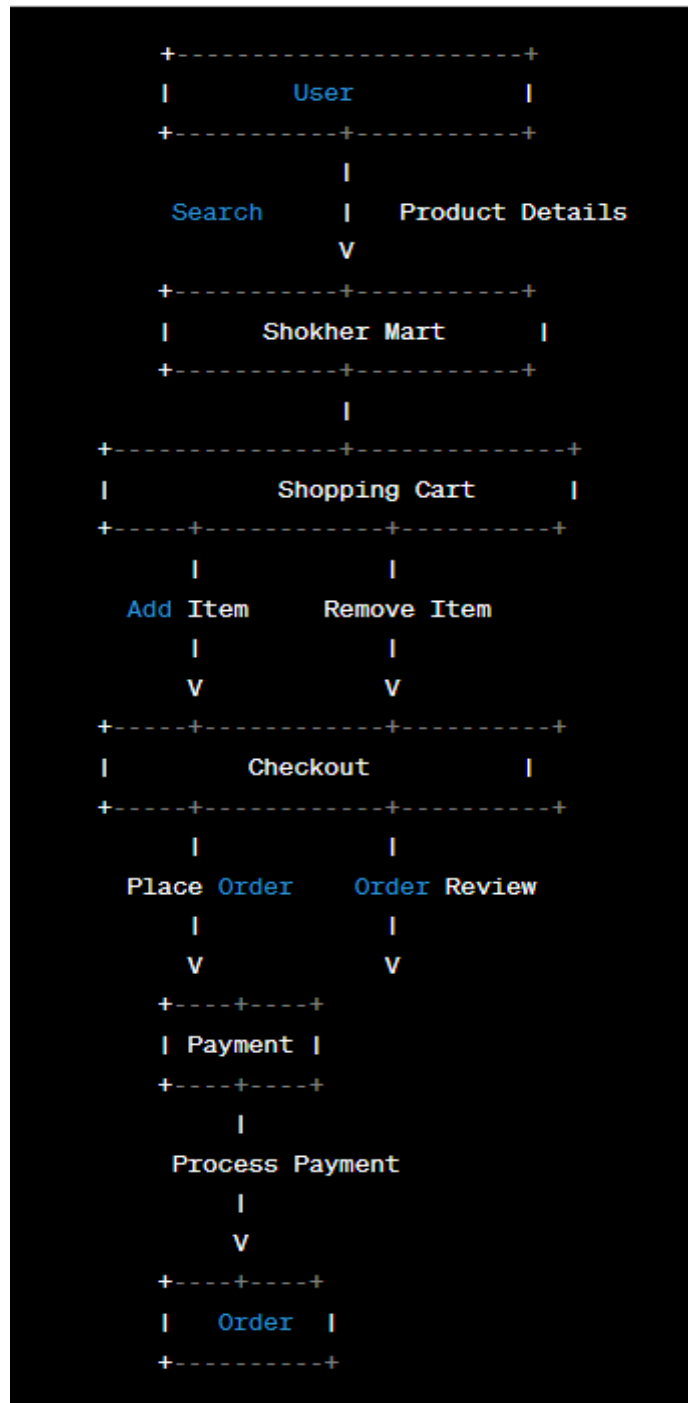 +-----------------------+
|        User           |
+-----------+-----------+
|
Search | Product Details
V
+-----------+-----------+
|      Shokher Mart      |
+-----------+-----------+
|
+---------------+--------------+
|           Shopping Cart      |
+-----+------------+----------+
|            |
Add Item     Remove Item
|            |
V            V
+-----+------------+----------+
|         Checkout          |
+-----+------------+----------+
|            |
Place Order    Order Review
|            |
V            V
+----+----+
| Payment |
+----+----+
|
Process Payment
|
V
+----+----+
|   Order  |
+----------+